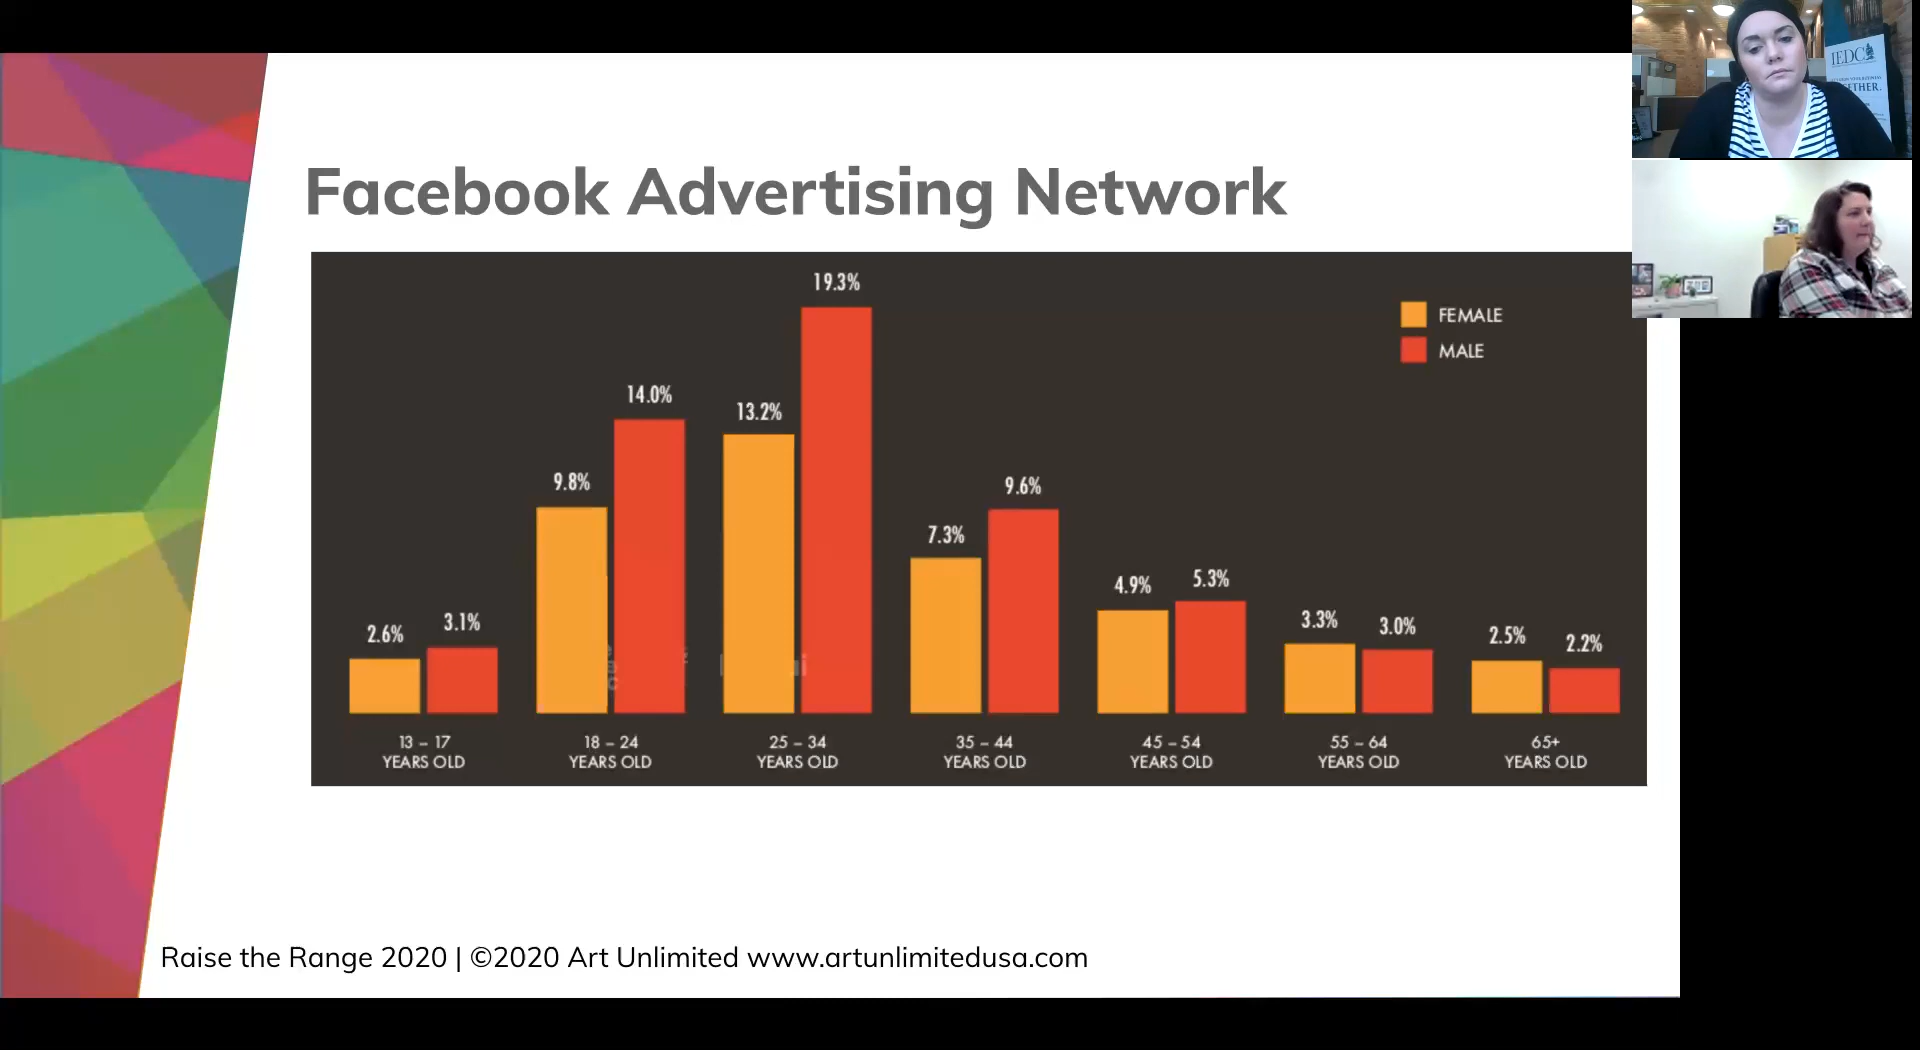 Facebook Advertising Network
19.3%
14.0%
13.2%
9.8%
9.6%
7.3%
4.9%
5.3%
2.6%
3.1%
3.3%
3.0%
2.5%
2.2%
FEMALE
MALE
13 – 17
YEARS OLD
18 – 24
YEARS OLD
25 – 34
YEARS OLD
35 – 44
YEARS OLD
45 – 54
YEARS OLD
55 – 64
YEARS OLD
65+
YEARS OLD
Raise the Range 2020 | ©2020 Art Unlimited www.artunlimitedusa.com
IEDC